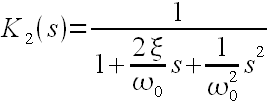 K₂(s) = 1 / (1 + (2ξ/ω₀)s + (1/ω₀²)s²)